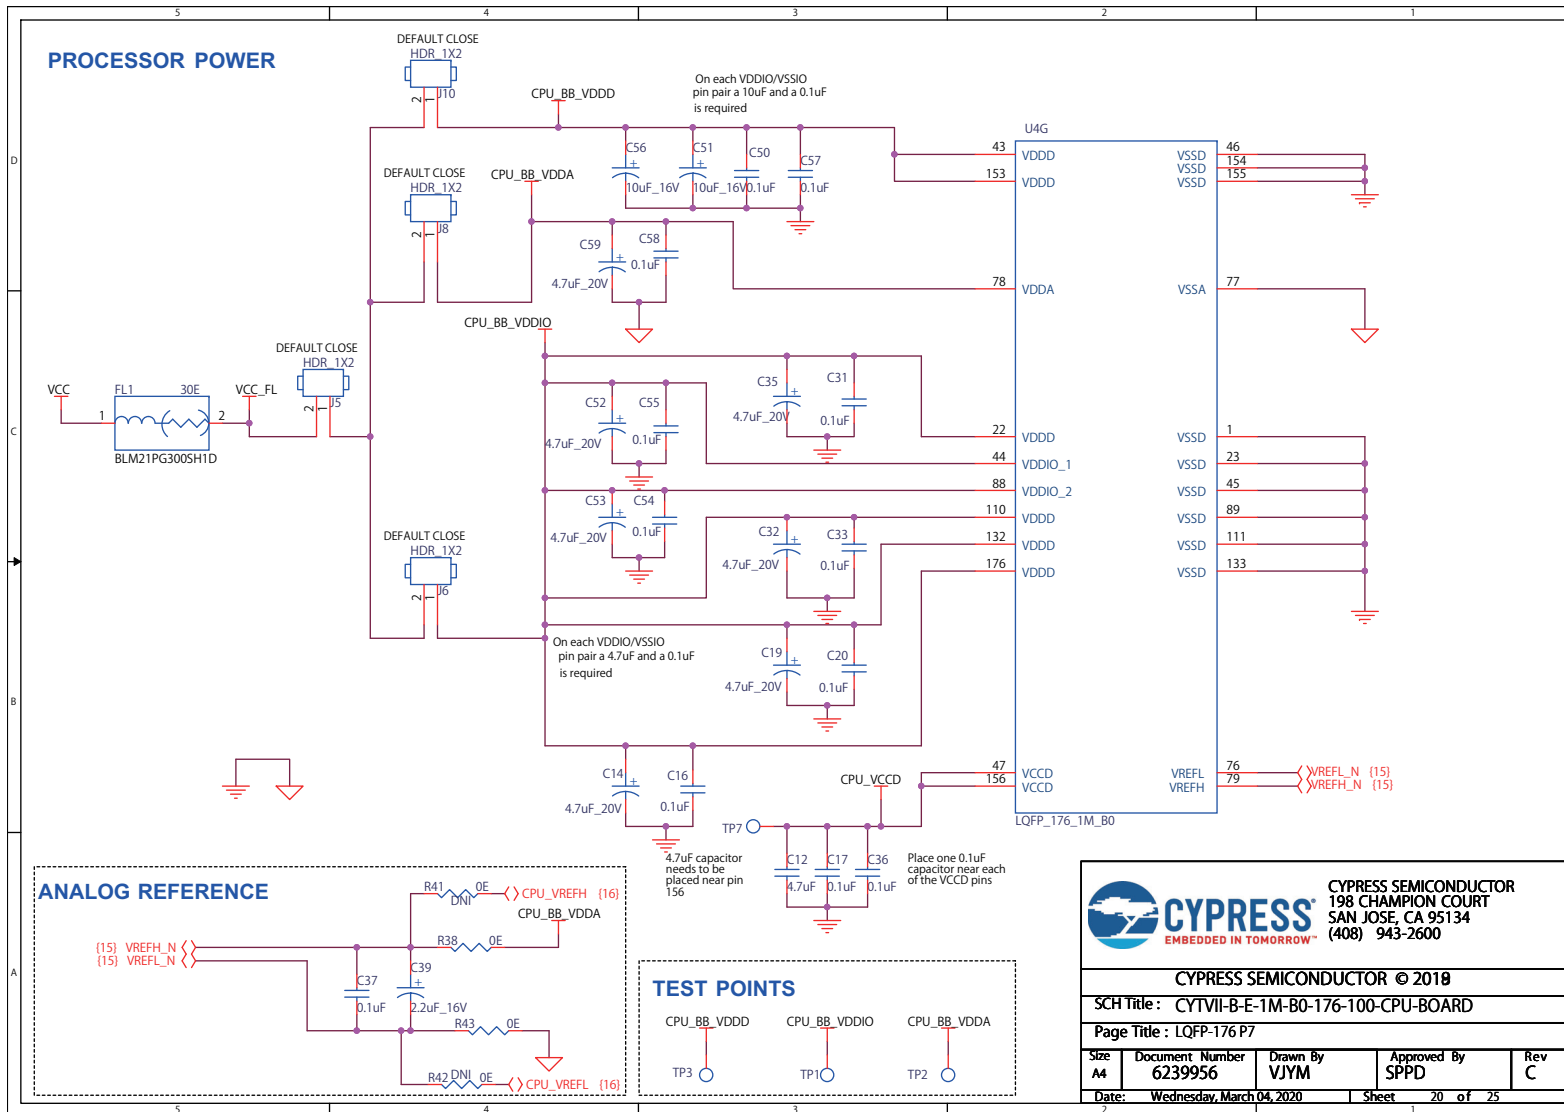 5 4 3 2 1
PROCESSOR POWER
DEFAULT CLOSE
HDR_1X2
2 1 J10
CPU_BB_VDDD
On each VDDIO/VSSIO
pin pair a 10uF and a 0.1uF
is required
C56 10uF_16V
C51 10uF_16V
C50 0.1uF
C57 0.1uF
DEFAULT CLOSE
HDR_1X2
2 1 J8
CPU_BB_VDDA
C59 4.7uF_20V
C58 0.1uF
CPU_BB_VDDIO
DEFAULT CLOSE
HDR_1X2
2 1 J5
VCC
FL1 30E
1 2
BLM21PG300SH1D
VCC_FL
C52 4.7uF_20V
C55 0.1uF
C35 4.7uF_20V
C31 0.1uF
C53 4.7uF_20V
C54 0.1uF
C32 4.7uF_20V
C33 0.1uF
DEFAULT CLOSE
HDR_1X2
2 1 J6
On each VDDIO/VSSIO
pin pair a 4.7uF and a 0.1uF
is required
C19 4.7uF_20V
C20 0.1uF
C14 4.7uF_20V
C16 0.1uF
CPU_VCCD
TP7
4.7uF capacitor
needs to be
placed near pin
156
C12 4.7uF
C17 0.1uF
C36 0.1uF
Place one 0.1uF
capacitor near each
of the VCCD pins
U4G
43 VDDD VSSD 46
VSSD 154
153 VDDD VSSD 155
78 VDDA VSSA 77
22 VDDD VSSD 1
44 VDDIO_1 VSSD 23
88 VDDIO_2 VSSD 45
110 VDDD VSSD 89
132 VDDD VSSD 111
176 VDDD VSSD 133
47 VCCD VREFL 76 VREFL_N {15}
156 VCCD VREFH 79 VREFH_N {15}
LQFP_176_1M_B0
D
C
B
A
ANALOG REFERENCE
R41 0E DNI CPU_VREFH {16}
CPU_BB_VDDA
{15} VREFH_N R38 0E
{15} VREFL_N
C37 0.1uF
C39 2.2uF_16V
R43 0E
R42 DNI 0E CPU_VREFL {16}
TEST POINTS
CPU_BB_VDDD CPU_BB_VDDIO CPU_BB_VDDA
TP3 TP1 TP2
CYPRESS
EMBEDDED IN TOMORROW™
CYPRESS SEMICONDUCTOR
198 CHAMPION COURT
SAN JOSE, CA 95134
(408) 943-2600
CYPRESS SEMICONDUCTOR ©
SCH Title : CYTVII-B-E-1M-B0-176-100-CPU-BOARD
Page Title : LQFP-176 P7
Size Document Number Drawn By Approved By Rev
A4 6239956 VJYM SPPD C
Date: Wednesday, March 04, 2020 Sheet 20 of 25
5 4 3 2 1